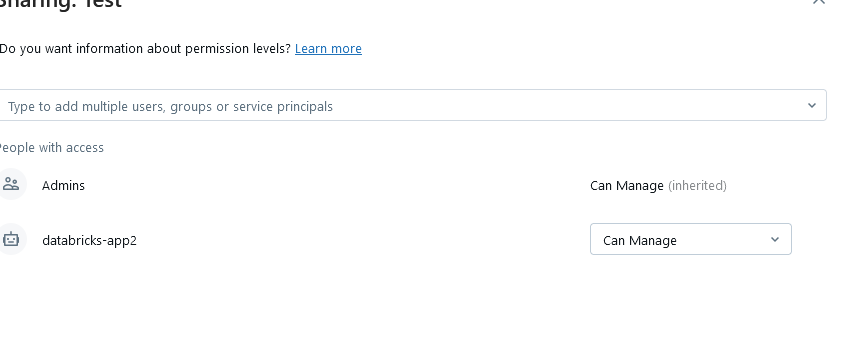 Sharing: Test
Do you want information about permission levels? Learn more
Type to add multiple users, groups or service principals
People with access
Admins
Can Manage (inherited)
databricks-app2
Can Manage